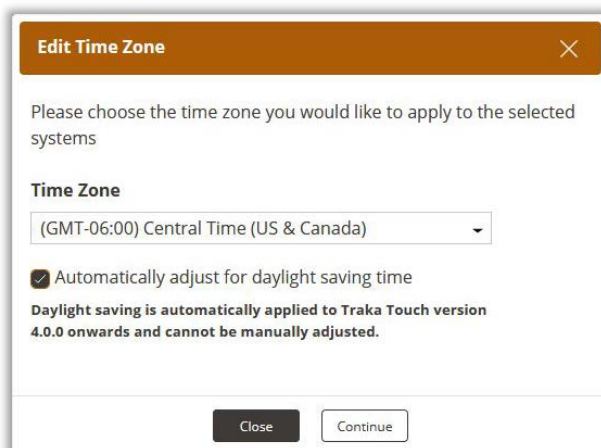 Edit Time Zone
Please choose the time zone you would like to apply to the selected
systems
Time Zone
(GMT-06:00) Central Time (US & Canada)
Automatically adjust for daylight saving time
Daylight saving is automatically applied to Traka Touch version
4.0.0 onwards and cannot be manually adjusted.
Close
Continue